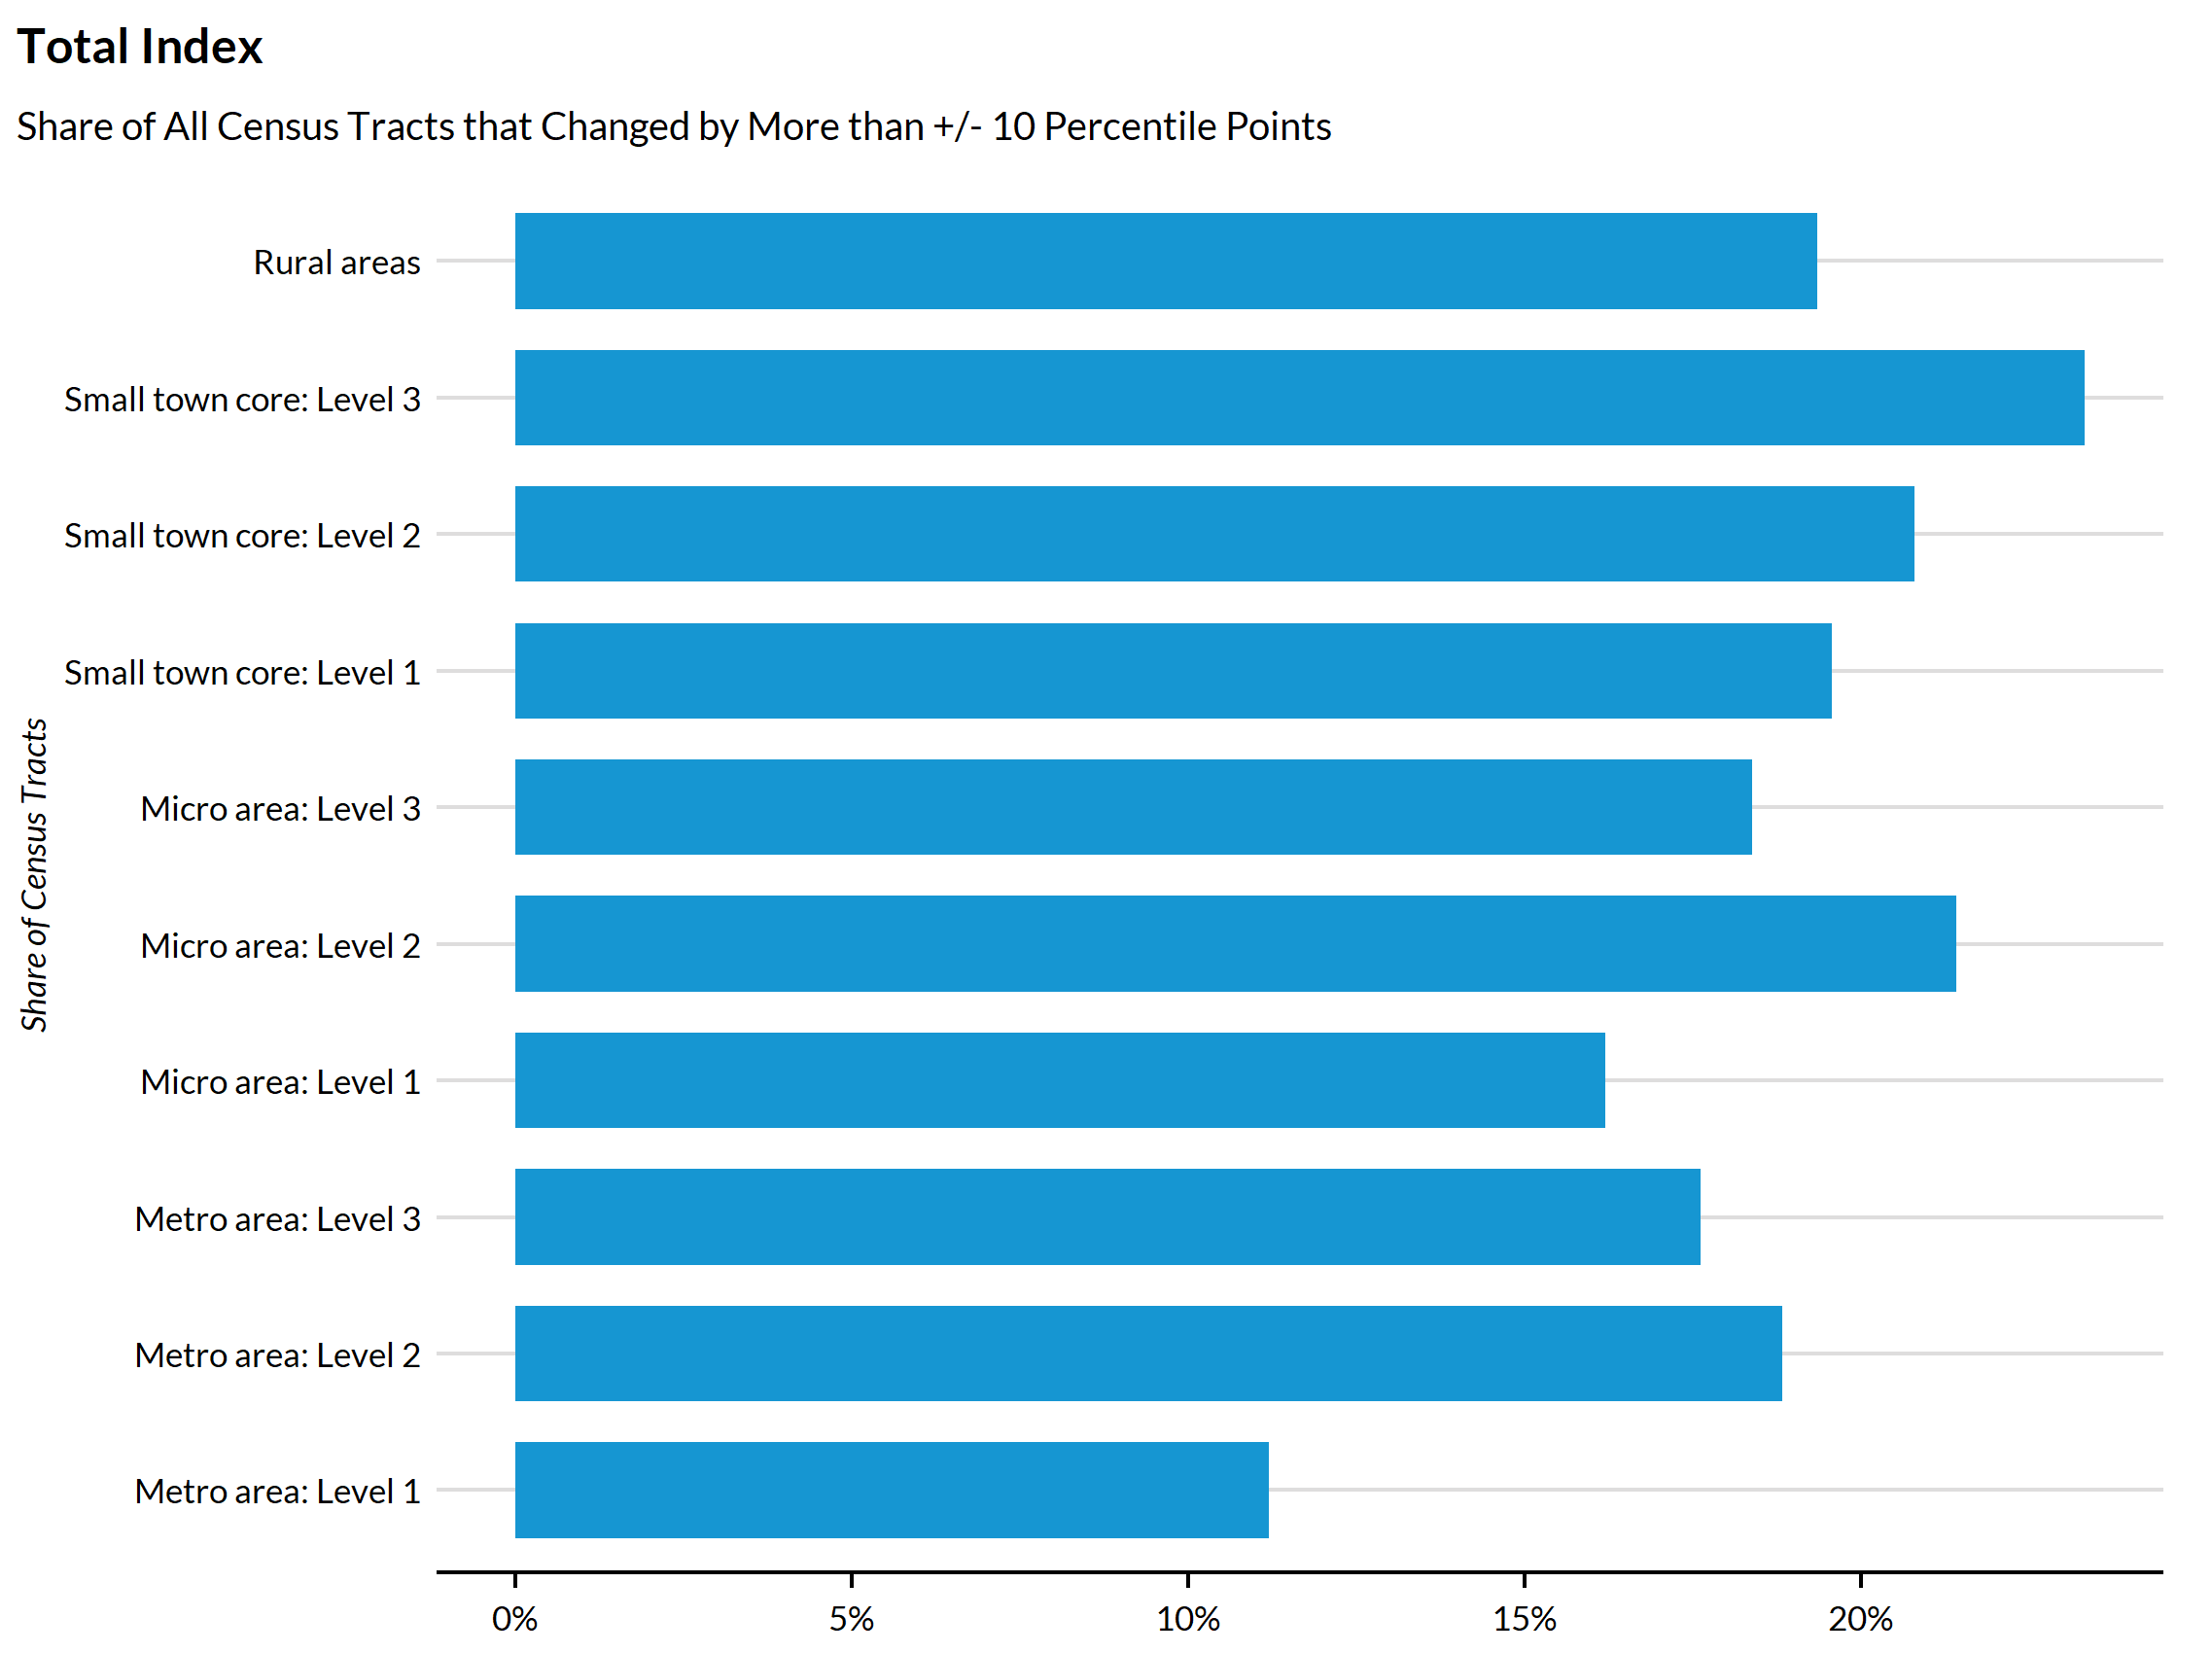 Total Index
Share of All Census Tracts that Changed by More than +/- 10 Percentile Points
Rural areas
Small town core: Level 3
Small town core: Level 2
Small town core: Level 1
Micro area: Level 3
Micro area: Level 2
Micro area: Level 1
Metro area: Level 3
Metro area: Level 2
Metro area: Level 1
Share of Census Tracts
0% 5% 10% 15% 20%